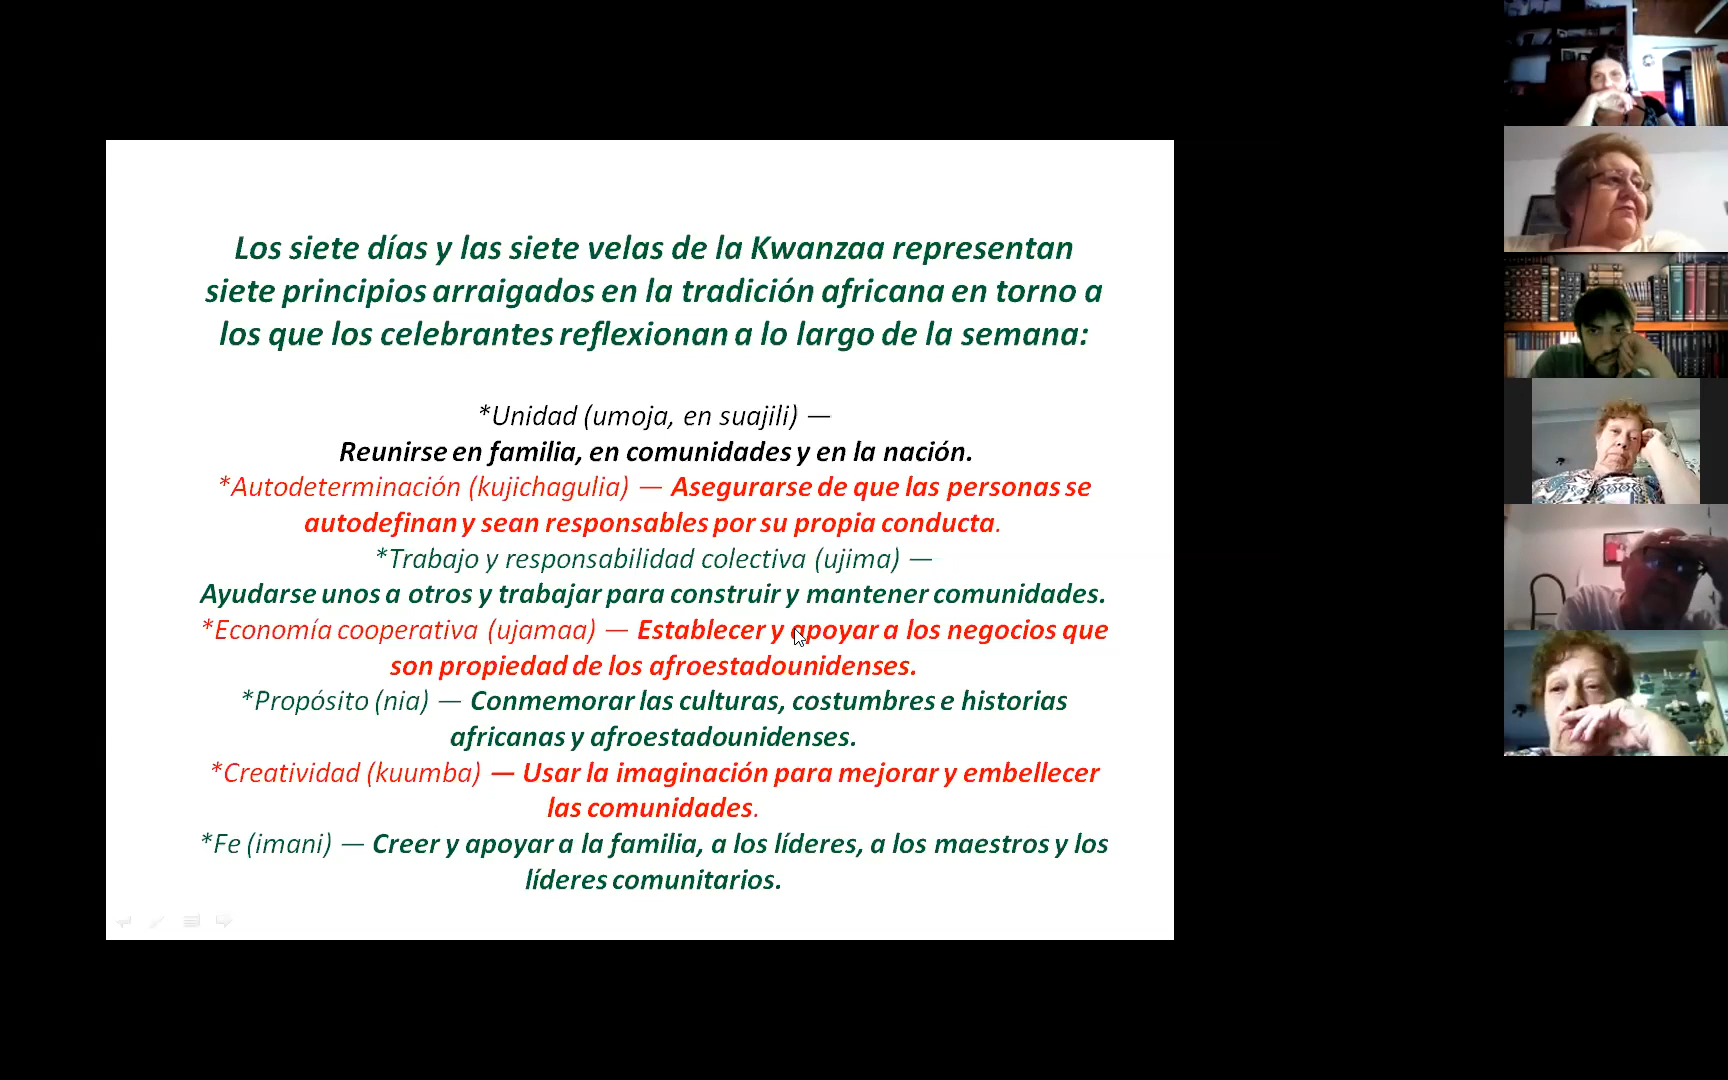 Los siete días y las siete velas de la Kwanzaa representan
siete principios arraigados en la tradición africana en torno a
los que los celebrantes reflexionan a lo largo de la semana:
*Unidad (umoja, en suajili) —
Reunirse en familia, en comunidades y en la nación.
*Autodeterminación (kujichagulia) — Asegurarse de que las personas se
autodefinan y sean responsables por su propia conducta.
*Trabajo y responsabilidad colectiva (ujima) —
Ayudarse unos a otros y trabajar para construir y mantener comunidades.
*Economía cooperativa (ujamaa) — Establecer y apoyar a los negocios que
son propiedad de los afroestadounidenses.
*Propósito (nia) — Conmemorar las culturas, costumbres e historias
africanas y afroestadounidenses.
*Creatividad (kuumba) — Usar la imaginación para mejorar y embellecer
las comunidades.
*Fe (imani) — Creer y apoyar a la familia, a los líderes, a los maestros y los
líderes comunitarios.